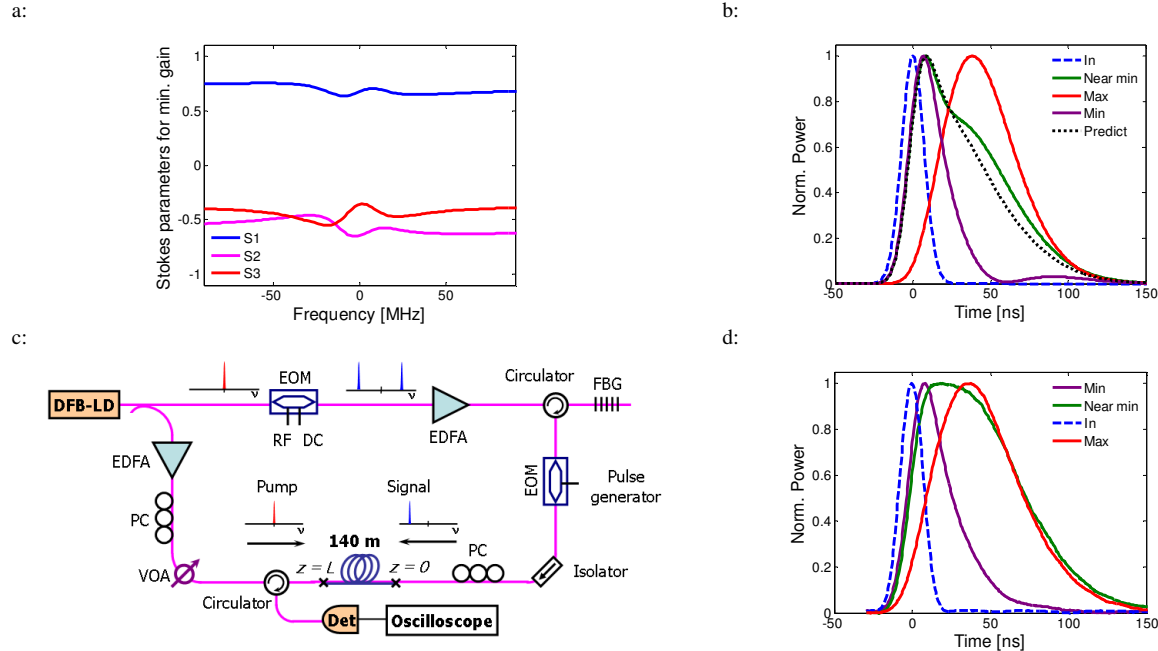 a:
Stokes parameters for min. gain
1
0.5
0
-0.5
-1
S1
S2
S3
-50
0
50
Frequency [MHz]
b:
Norm. Power
1
0.8
0.6
0.4
0.2
0
In
Near min
Max
Min
Predict
-50
0
50
100
150
Time [ns]
c:
DFB-LD
ν
EOM
RF DC
ν
EDFA
Circulator
FBG
EDFA
EOM
Pulse
generator
PC
Pump
ν
Signal
ν
140 m
z=L
z=0
PC
Isolator
VOA
Circulator
Det
Oscilloscope
d:
Norm. Power
1
0.8
0.6
0.4
0.2
0
Min
Near min
In
Max
-50
0
50
100
150
Time [ns]